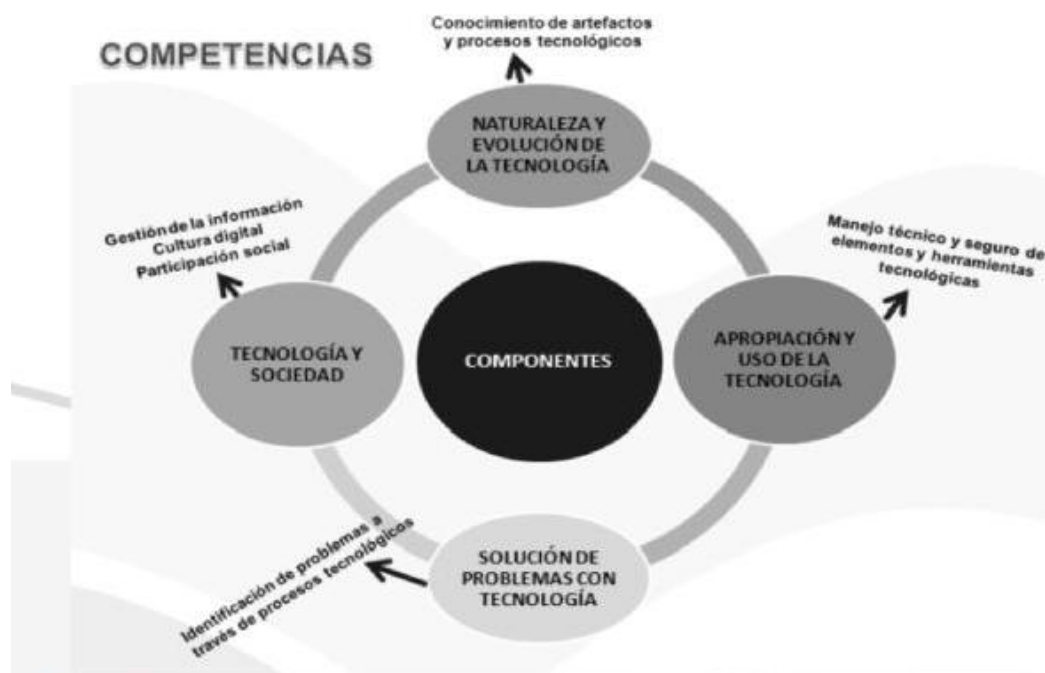 COMPETENCIAS
Conocimiento de artefactos
y procesos tecnológicos
NATURALEZA Y
EVOLUCIÓN DE
LA TECNOLOGÍA
Gestión de la información
Cultura digital
Participación social
Manejo técnico y seguro de
elementos y herramientas
tecnológicas
TECNOLOGÍA Y
SOCIEDAD
COMPONENTES
APROPIACIÓN Y
USO DE LA
TECNOLOGÍA
Identificación de problemas a
través de procesos tecnológicos
SOLUCIÓN DE
PROBLEMAS CON
TECNOLOGÍA